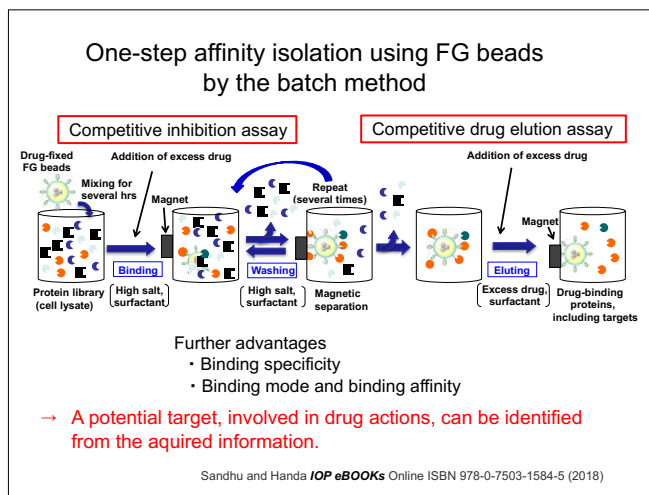 One-step affinity isolation using FG beads
by the batch method
Competitive inhibition assay
Competitive drug elution assay
Drug-fixed
FG beads
Addition of excess drug
Mixing for
several hrs
Magnet
Repeat
(several times)
Addition of excess drug
Magnet
Binding
Washing
Eluting
Protein library
(cell lysate)
High salt,
surfactant
High salt,
surfactant
Magnetic
separation
Excess drug,
surfactant
Drug-binding
proteins,
including targets
Further advantages
・Binding specificity
・Binding mode and binding affinity
→ A potential target, involved in drug actions, can be identified
from the aquired information.
Sandhu and Handa IOP eBOOKs Online ISBN 978-0-7503-1584-5 (2018)